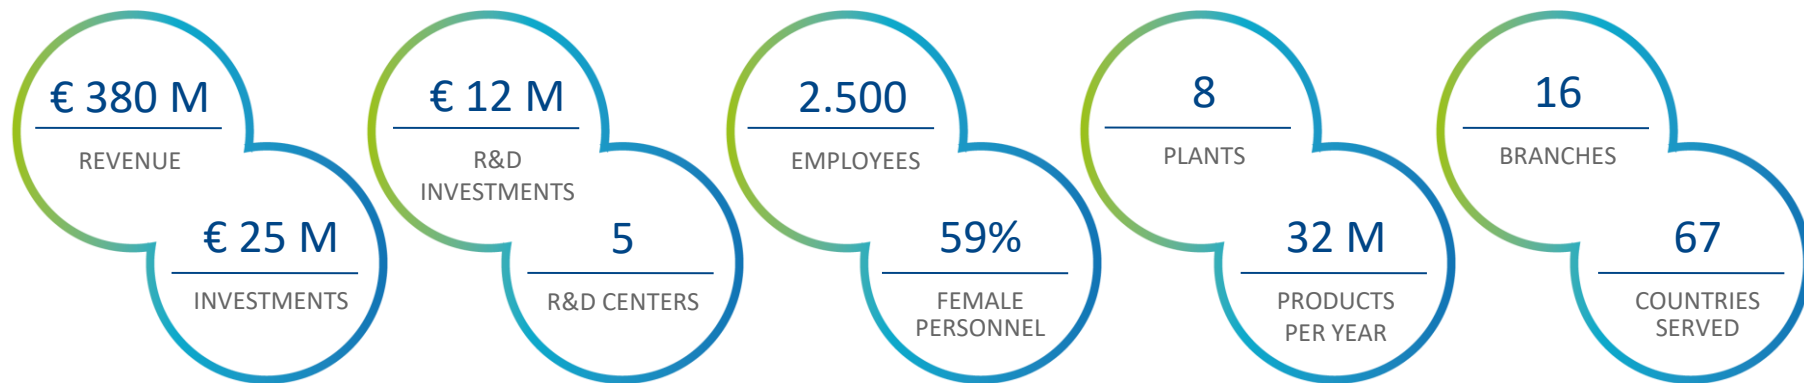 € 380 M
REVENUE
€ 25 M
INVESTMENTS
€ 12 M
R&D
INVESTMENTS
5
R&D CENTERS
2.500
EMPLOYEES
59%
FEMALE
PERSONNEL
8
PLANTS
32 M
PRODUCTS
PER YEAR
16
BRANCHES
67
COUNTRIES
SERVED